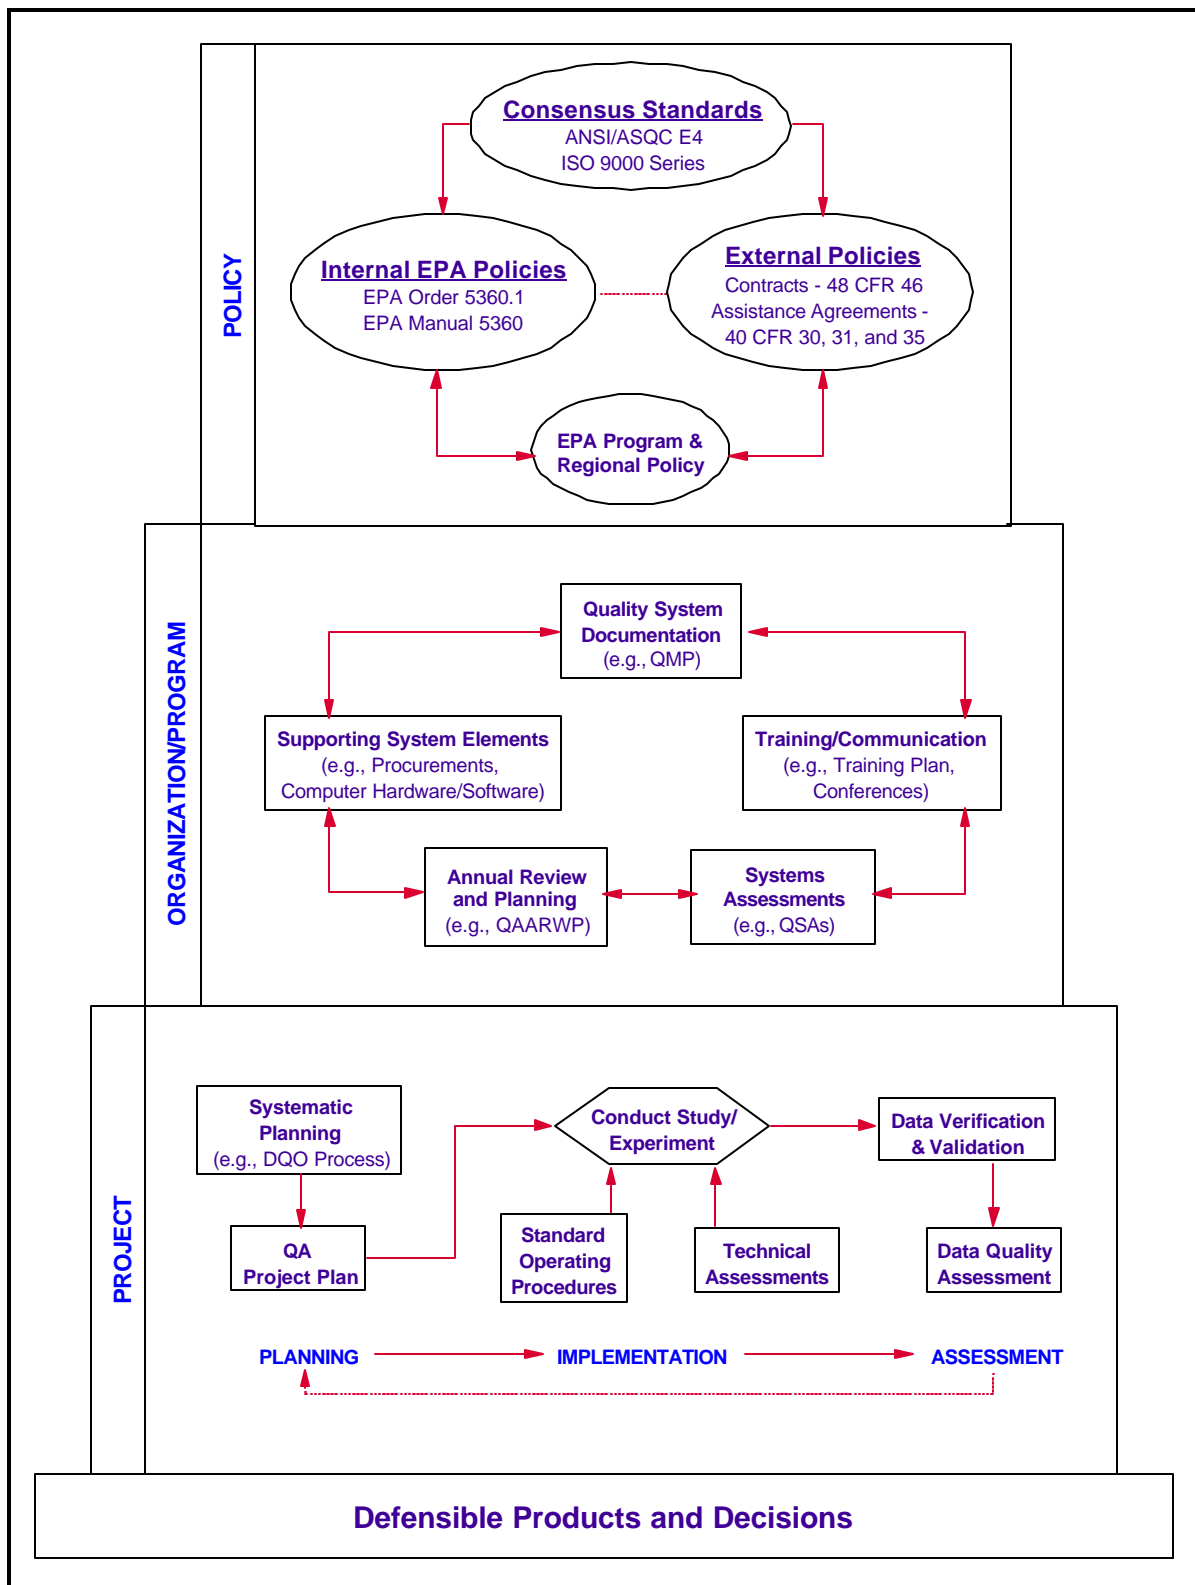 POLICY
Consensus Standards
ANSI/ASQC E4
ISO 9000 Series
Internal EPA Policies
EPA Order 5360.1
EPA Manual 5360
External Policies
Contracts - 48 CFR 46
Assistance Agreements -
40 CFR 30, 31, and 35
EPA Program &
Regional Policy
ORGANIZATION/PROGRAM
Quality System
Documentation
(e.g., QMP)
Supporting System Elements
(e.g., Procurements,
Computer Hardware/Software)
Training/Communication
(e.g., Training Plan,
Conferences)
Annual Review
and Planning
(e.g., QAARWP)
Systems
Assessments
(e.g., QSAs)
PROJECT
Systematic
Planning
(e.g., DQO Process)
Conduct Study/
Experiment
Data Verification
& Validation
QA
Project Plan
Standard
Operating
Procedures
Technical
Assessments
Data Quality
Assessment
PLANNING
IMPLEMENTATION
ASSESSMENT
Defensible Products and Decisions